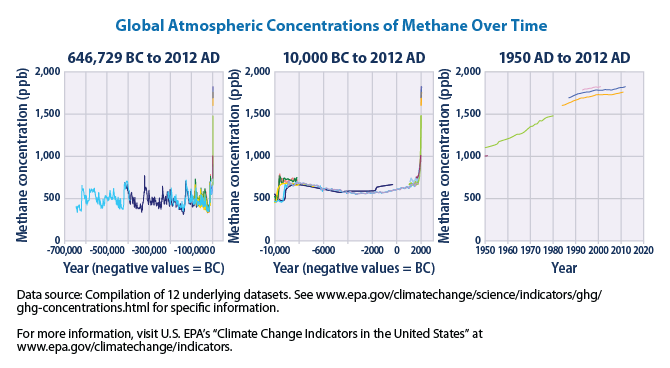 Global Atmospheric Concentrations of Methane Over Time
646,729 BC to 2012 AD
10,000 BC to 2012 AD
1950 AD to 2012 AD
Methane concentration (ppb)
2,000
1,500
1,000
500
0
-700,000 -500,000 -300,000 -100,0000
Year (negative values = BC)
Methane concentration (ppb)
2,000
1,500
1,000
500
0
-10,000 -6000 -2000 0 2000
Year (negative values = BC)
Methane concentration (ppb)
2,000
1,500
1,000
500
0
1950 1960 1970 1980 1990 2000 2010 2020
Year
Data source: Compilation of 12 underlying datasets. See www.epa.gov/climatechange/science/indicators/ghg/
ghg-concentrations.html for specific information.
For more information, visit U.S. EPA's “Climate Change Indicators in the United States” at
www.epa.gov/climatechange/indicators.